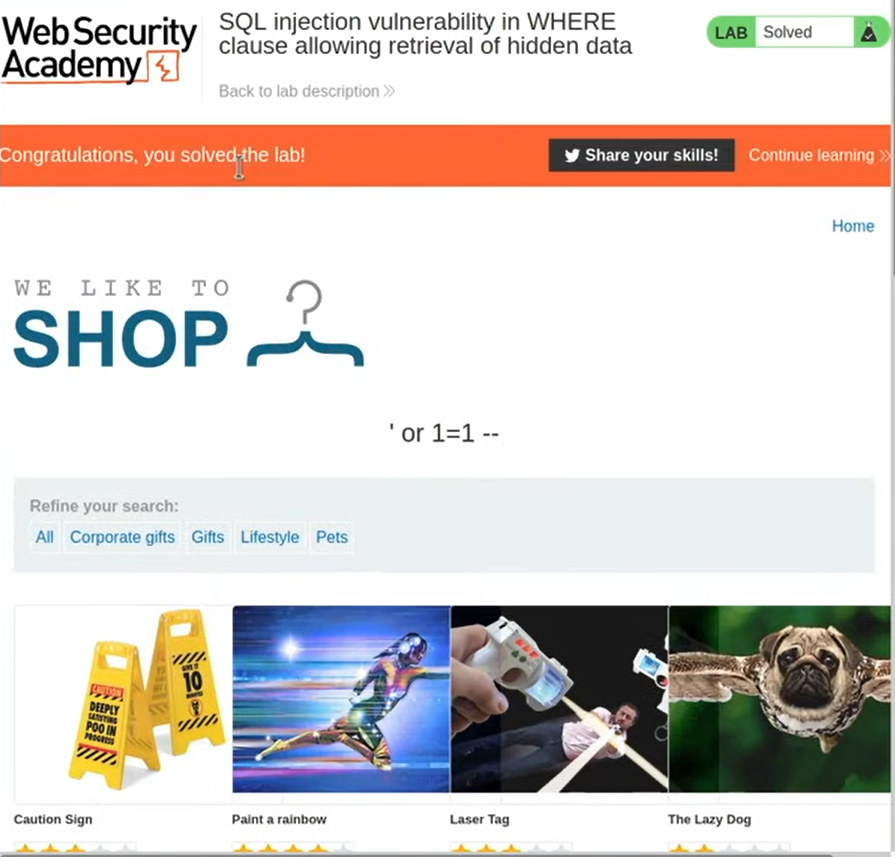 Web Security
Academy
SQL injection vulnerability in WHERE
clause allowing retrieval of hidden data
Back to lab description
LAB Solved
Congratulations, you solved the lab!
Share your skills!
Continue learning
Home
WE LIKE TO
SHOP
' or 1=1 --
Refine your search:
All Corporate gifts Gifts Lifestyle Pets
CAUTION
DEEPLY
SATISFYING
POO IN
PROGRESS
GIVE IT
10
MINUTES
Caution Sign
Paint a rainbow
Laser Tag
The Lazy Dog